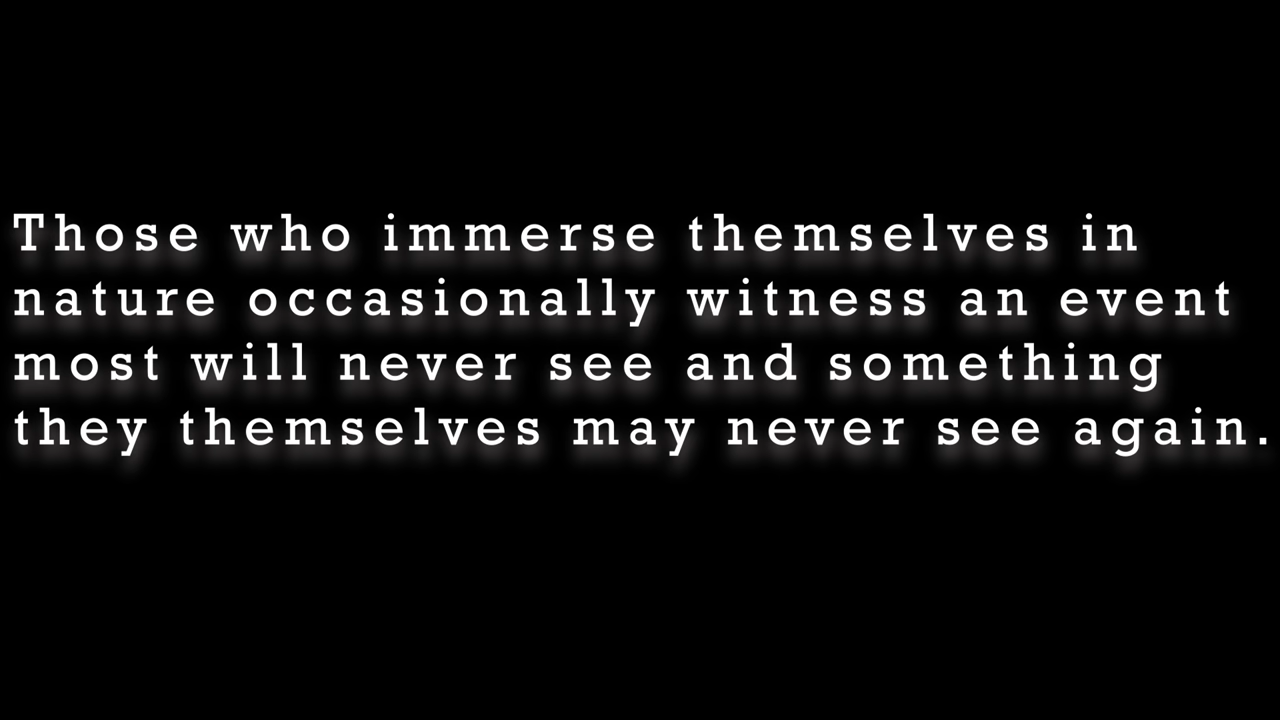 Those who immerse themselves in
nature occasionally witness an event
most will never see and something
they themselves may never see again.